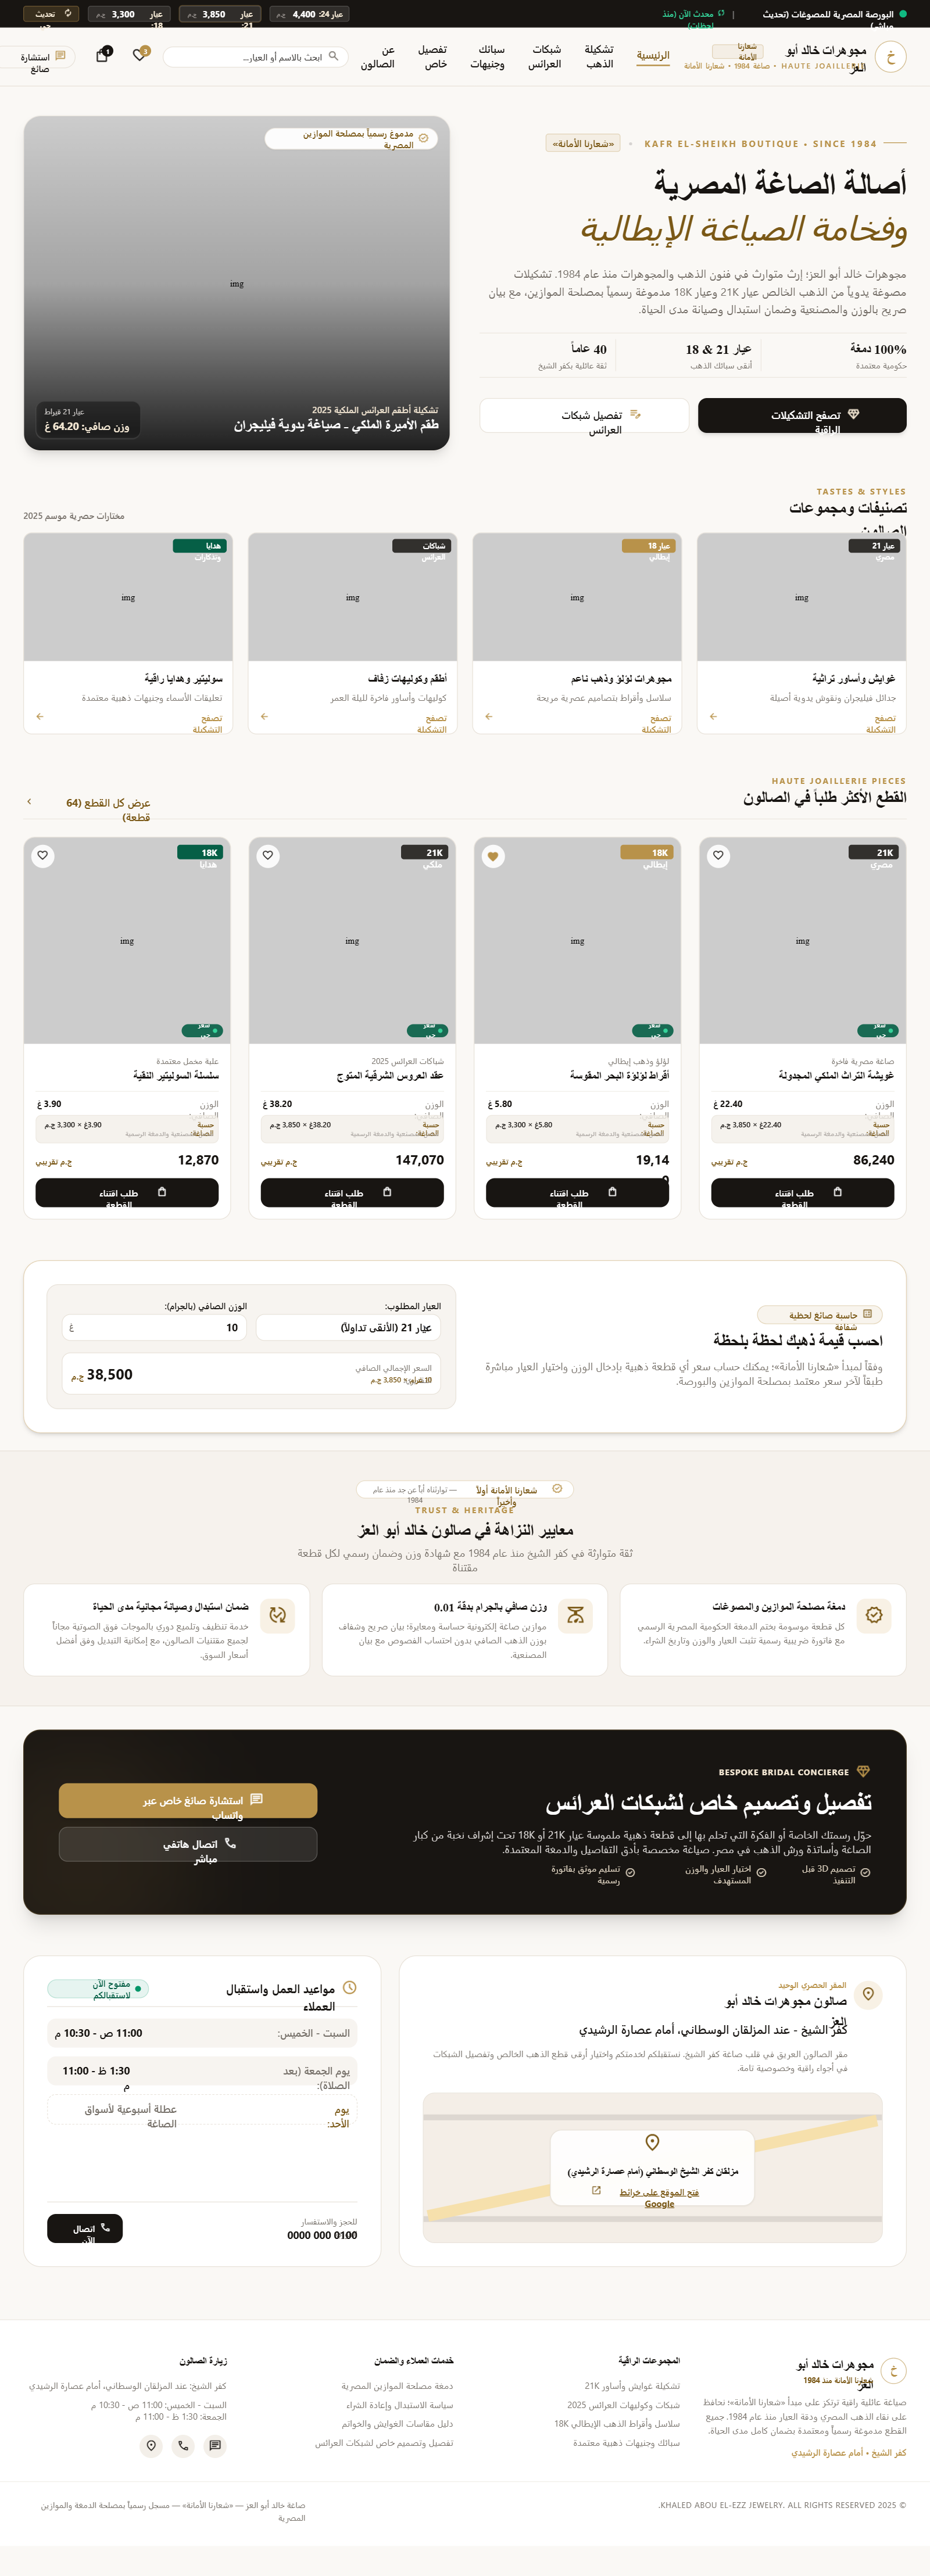 البورصة المصرية للمصوغات (تحديث مباشر)
|
محدث الآن (منذ لحظات)
عيار 24: 4,400 ج.م
عيار 21: 3,850 ج.م
عيار 18: 3,300 ج.م
تحديث حي
خ
مجوهرات خالد أبو العز
شعارنا الأمانة
HAUTE JOAILLERIE • صاغة 1984 • شعارنا الأمانة
الرئيسية
تشكيلة الذهب
شبكات العرائس
سبائك وجنيهات
تفصيل خاص
عن الصالون
ابحث بالاسم أو العيار...
3
1
استشارة صائغ
KAFR EL-SHEIKH BOUTIQUE • SINCE 1984
«شعارنا الأمانة»
أصالة الصاغة المصرية
وفخامة الصياغة الإيطالية
مجوهرات خالد أبو العز؛ إرث متوارث في فنون الذهب والمجوهرات منذ عام 1984. تشكيلات
مصوغة يدوياً من الذهب الخالص عيار 21K وعيار 18K مدموغة رسمياً بمصلحة الموازين، مع بيان
صريح بالوزن والمصنعية وضمان استبدال وصيانة مدى الحياة.
100% دمغة
حكومية معتمدة
عيار 21 & 18
أنقى سبائك الذهب
40 عاماً
ثقة عائلية بكفر الشيخ
تصفح التشكيلات الراقية
تفصيل شبكات العرائس
مدموغ رسمياً بمصلحة الموازين المصرية
img
تشكيلة أطقم العرائس الملكية 2025
طقم الأميرة الملكي – صياغة يدوية فيليجران
عيار 21 قيراط
وزن صافي: 64.20 غ
TASTES & STYLES
تصنيفات ومجموعات الصالون
مختارات حصرية موسم 2025
عيار 21 مصري
img
غوايش وأساور تراثية
جدائل فيليجران ونقوش يدوية أصيلة
تصفح التشكيلة
عيار 18 إيطالي
img
مجوهرات لؤلؤ وذهب ناعم
سلاسل وأقراط بتصاميم عصرية مريحة
تصفح التشكيلة
شبكات العرائس
img
أطقم وكوليهات زفاف
كوليهات وأساور فاخرة لليلة العمر
تصفح التشكيلة
هدايا وتذكارات
img
سوليتير وهدايا راقية
تعليقات الأسماء وجنيهات ذهبية معتمدة
تصفح التشكيلة
HAUTE JOAILLERIE PIECES
القطع الأكثر طلباً في الصالون
عرض كل القطع (64 قطعة)
21K مصري
img
سعر حي
صاغة مصرية فاخرة
غويشة التراث الملكي المجدولة
الوزن الصافي:
22.40 غ
حسبة الصاغة:
22.40غ × 3,850 ج.م
المصنعية والدمغة الرسمية
86,240
ج.م تقريبي
طلب اقتناء القطعة
18K إيطالي
img
سعر حي
لؤلؤ وذهب إيطالي
أقراط لؤلؤة البحر المقوسة
الوزن الصافي:
5.80 غ
حسبة الصاغة:
5.80غ × 3,300 ج.م
المصنعية والدمغة الرسمية
19,14
ج.م تقريبي
طلب اقتناء القطعة
21K ملكي
img
سعر حي
شباكات العرائس 2025
عقد العروس الشرقية المتوج
الوزن الصافي:
38.20 غ
حسبة الصاغة:
38.20غ × 3,850 ج.م
المصنعية والدمغة الرسمية
147,070
ج.م تقريبي
طلب اقتناء القطعة
18K هدايا
img
سعر حي
علبة مخمل معتمدة
سلسلة السوليتير النقية
الوزن الصافي:
3.90 غ
حسبة الصاغة:
3.90غ × 3,300 ج.م
المصنعية والدمغة الرسمية
12,870
ج.م تقريبي
طلب اقتناء القطعة
حاسبة صائغ لحظية شفافة
احسب قيمة ذهبك لحظة بلحظة
وفقاً لمبدأ «شعارنا الأمانة»؛ يمكنك حساب سعر أي قطعة ذهبية بإدخال الوزن واختيار العيار مباشرة
طبقاً لآخر سعر معتمد بمصلحة الموازين والبورصة.
العيار المطلوب:
عيار 21 (الأنقى تداولاً)
الوزن الصافي (بالجرام):
10
غ
السعر الإجمالي الصافي
10 غرام × 3,850 ج.م
38,500 ج.م
شعارنا الأمانة أولاً وأخيراً
— توارثناه أباً عن جد منذ عام 1984
TRUST & HERITAGE
معايير النزاهة في صالون خالد أبو العز
ثقة متوارثة في كفر الشيخ منذ عام 1984 مع شهادة وزن وضمان رسمي لكل قطعة
مقتناة
دمغة مصلحة الموازين والمصوغات
كل قطعة موسومة بختم الدمغة الحكومية المصرية الرسمي
مع فاتورة ضريبية رسمية تثبت العيار والوزن وتاريخ الشراء.
وزن صافي بالجرام بدقة 0.01
موازين صاغة إلكترونية حساسة ومعايرة؛ بيان صريح وشفاف
بوزن الذهب الصافي بدون احتساب الفصوص مع بيان
المصنعية.
ضمان استبدال وصيانة مجانية مدى الحياة
خدمة تنظيف وتلميع دوري بالموجات فوق الصوتية مجاناً
لجميع مقتنيات الصالون، مع إمكانية التبديل وفق أفضل
أسعار السوق.
BESPOKE BRIDAL CONCIERGE
تفصيل وتصميم خاص لشبكات العرائس
حوّل رسمتك الخاصة أو الفكرة التي تحلم بها إلى قطعة ذهبية ملموسة عيار 21K أو 18K تحت إشراف نخبة من كبار
الصاغة وأساتذة ورش الذهب في مصر. صياغة مخصصة بأدق التفاصيل والدمغة المعتمدة.
تصميم 3D قبل التنفيذ
اختيار العيار والوزن المستهدف
تسليم موثق بفاتورة رسمية
استشارة صائغ خاص عبر واتساب
اتصال هاتفي مباشر
المقر الحصري الوحيد
صالون مجوهرات خالد أبو العز
كفر الشيخ - عند المزلقان الوسطاني، أمام عصارة الرشيدي
مقر الصالون العريق في قلب صاغة كفر الشيخ. نستقبلكم لخدمتكم واختيار أرقى قطع الذهب الخالص وتفصيل الشبكات
في أجواء راقية وخصوصية تامة.
مزلقان كفر الشيخ الوسطاني (أمام عصارة الرشيدي)
فتح الموقع على خرائط Google
مواعيد العمل واستقبال العملاء
مفتوح الآن لاستقبالكم
السبت - الخميس:
11:00 ص - 10:30 م
يوم الجمعة (بعد الصلاة):
1:30 ظ - 11:00 م
يوم الأحد:
عطلة أسبوعية لأسواق الصاغة
للحجز والاستفسار
0100 000 0000
اتصال الآن
خ
مجوهرات خالد أبو العز
شعارنا الأمانة منذ 1984
صياغة عائلية راقية ترتكز على مبدأ «شعارنا الأمانة»؛ نحافظ
على نقاء الذهب المصري ودقة العيار منذ عام 1984. جميع
القطع مدموغة رسمياً ومعتمدة بضمان كامل مدى الحياة.
كفر الشيخ • أمام عصارة الرشيدي
المجموعات الراقية
تشكيلة غوايش وأساور 21K
شبكات وكوليهات العرائس 2025
سلاسل وأقراط الذهب الإيطالي 18K
سبائك وجنيهات ذهبية معتمدة
خدمات العملاء والضمان
دمغة مصلحة الموازين المصرية
سياسة الاستبدال وإعادة الشراء
دليل مقاسات الغوايش والخواتم
تفصيل وتصميم خاص لشبكات العرائس
زيارة الصالون
كفر الشيخ: عند المزلقان الوسطاني، أمام عصارة الرشيدي
السبت - الخميس: 11:00 ص - 10:30 م
الجمعة: 1:30 ظ - 11:00 م
© 2025 KHALED ABOU EL-EZZ JEWELRY. ALL RIGHTS RESERVED.
صاغة خالد أبو العز — «شعارنا الأمانة» — مسجل رسمياً بمصلحة الدمغة والموازين
المصرية